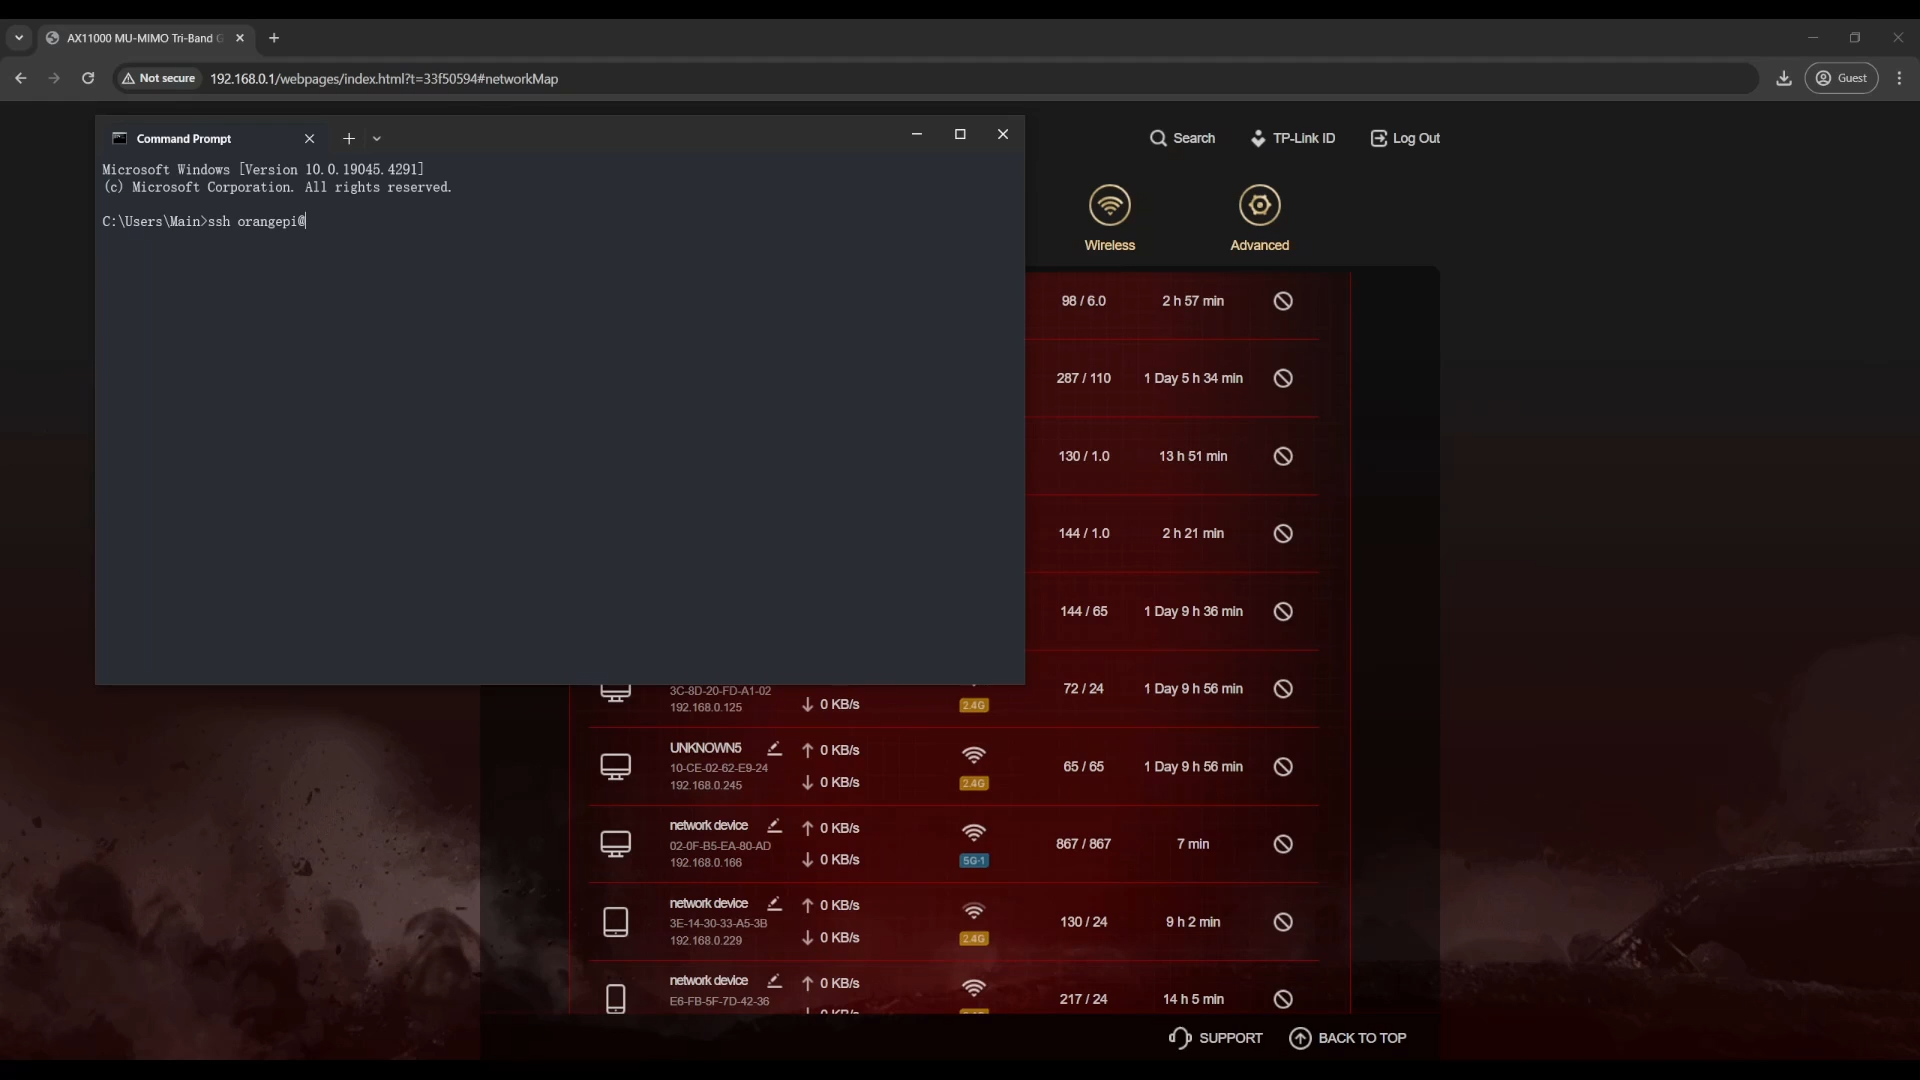 AX11000 MU-MIMO Tri-Band G
Not secure
192.168.0.1/webpages/index.html?t=33f50594#networkMap
Guest
Command Prompt
Microsoft Windows [Version 10.0.19045.4291]
(c) Microsoft Corporation. All rights reserved.
C:\Users\Main>ssh orangepi@
Search
TP-Link ID
Log Out
Wireless
Advanced
98 / 6.0 2 h 57 min
287 / 110 1 Day 5 h 34 min
130 / 1.0 13 h 51 min
144 / 1.0 2 h 21 min
144 / 65 1 Day 9 h 36 min
3C-8D-20-FD-A1-02
192.168.0.125
0 KB/s
2.4G
72 / 24 1 Day 9 h 56 min
UNKNOWN5
10-CE-02-62-E9-24
192.168.0.245
0 KB/s
0 KB/s
2.4G
65 / 65 1 Day 9 h 56 min
network device
02-0F-B5-EA-80-AD
192.168.0.166
0 KB/s
0 KB/s
5G-1
867 / 867 7 min
network device
3E-14-30-33-A5-3B
192.168.0.229
0 KB/s
0 KB/s
2.4G
130 / 24 9 h 2 min
network device
E6-FB-5F-7D-42-36
0 KB/s
0 KB/s
217 / 24 14 h 5 min
SUPPORT
BACK TO TOP